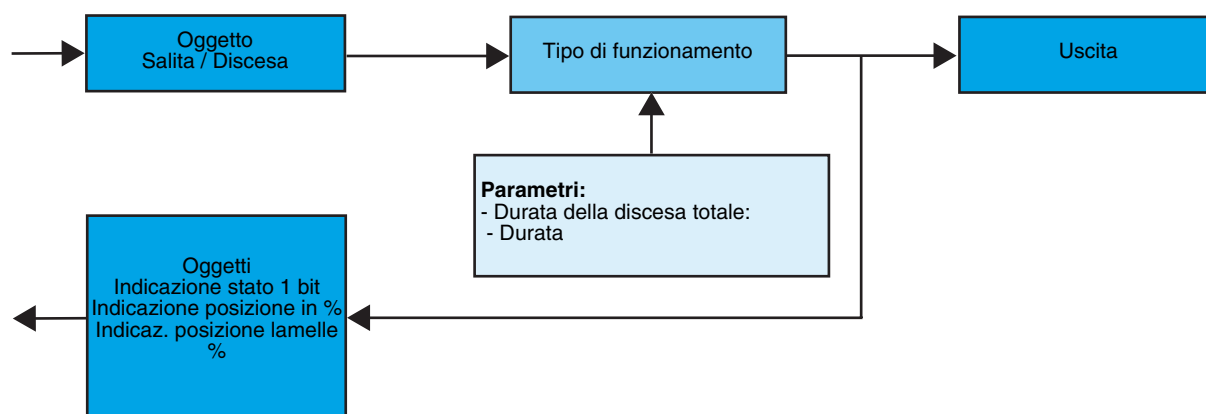 Oggetto
Salita / Discesa
Tipo di funzionamento
Uscita
Parametri:
- Durata della discesa totale:
- Durata
Oggetti
Indicazione stato 1 bit
Indicazione posizione in %
Indicaz. posizione lamelle
%